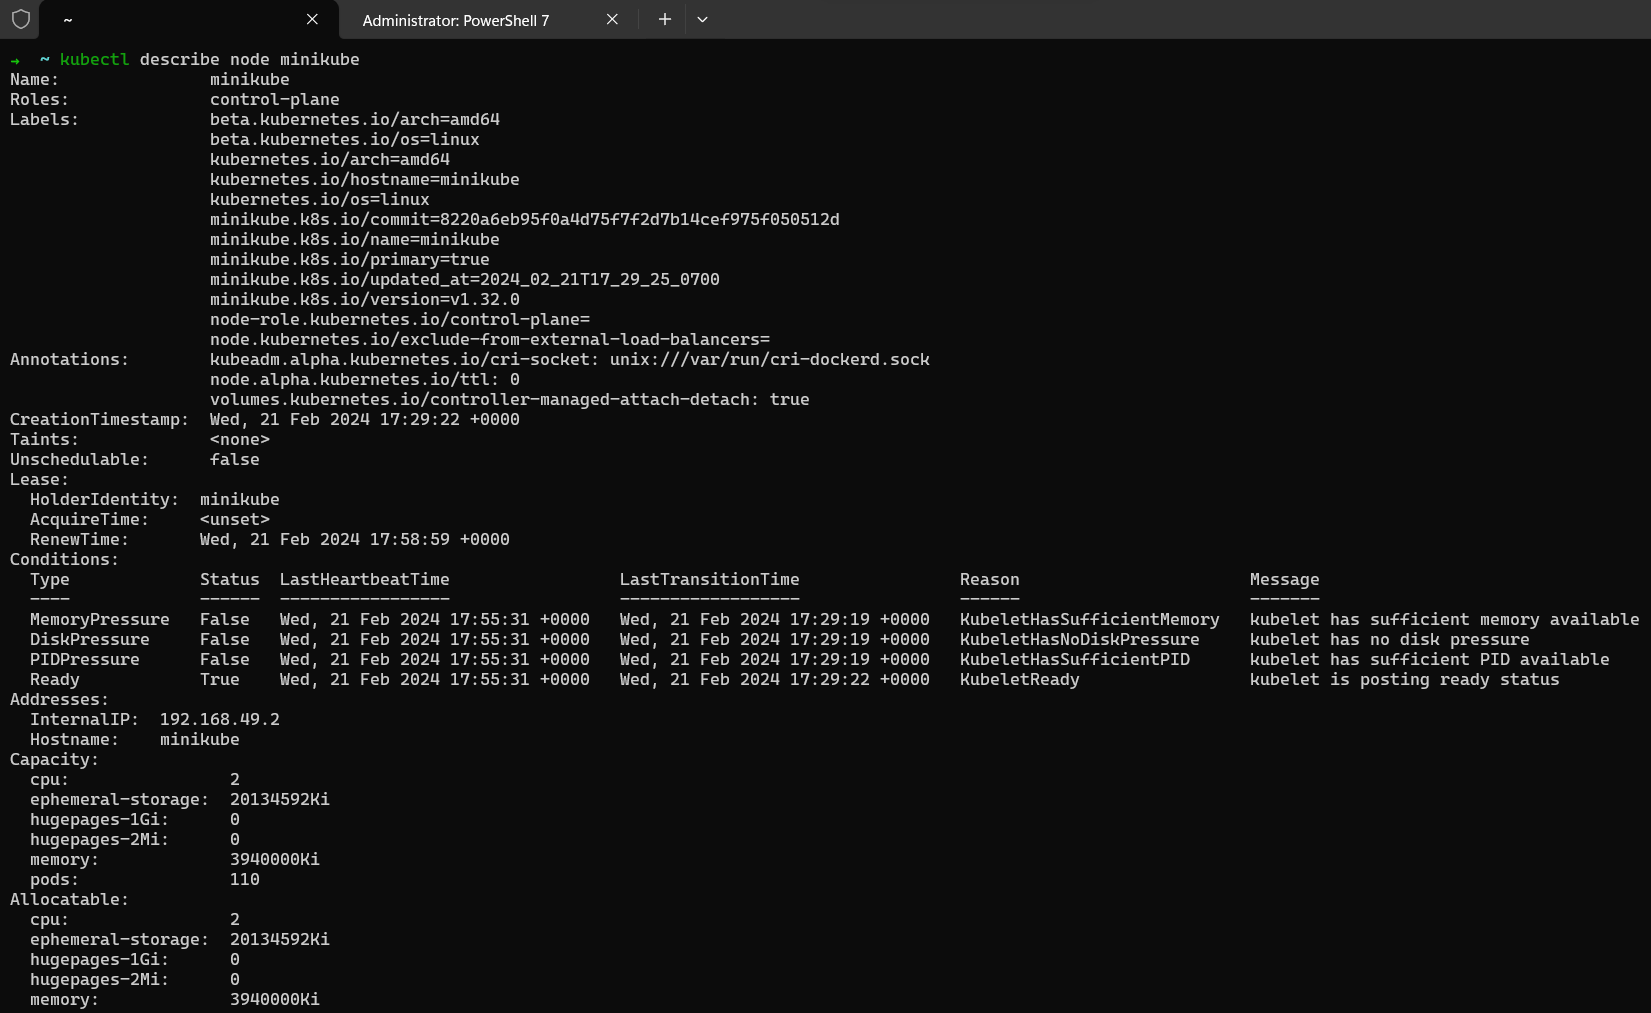 ~ Administrator: PowerShell 7
→ ~ kubectl describe node minikube
Name:               minikube
Roles:              control-plane
Labels:             beta.kubernetes.io/arch=amd64
                    beta.kubernetes.io/os=linux
                    kubernetes.io/arch=amd64
                    kubernetes.io/hostname=minikube
                    kubernetes.io/os=linux
                    minikube.k8s.io/commit=8220a6eb95f0a4d75f7f2d7b14cef975f050512d
                    minikube.k8s.io/name=minikube
                    minikube.k8s.io/primary=true
                    minikube.k8s.io/updated_at=2024_02_21T17_29_25_0700
                    minikube.k8s.io/version=v1.32.0
                    node-role.kubernetes.io/control-plane=
                    node.kubernetes.io/exclude-from-external-load-balancers=
Annotations:        kubeadm.alpha.kubernetes.io/cri-socket: unix:///var/run/cri-dockerd.sock
                    node.alpha.kubernetes.io/ttl: 0
                    volumes.kubernetes.io/controller-managed-attach-detach: true
CreationTimestamp:  Wed, 21 Feb 2024 17:29:22 +0000
Taints:             <none>
Unschedulable:      false
Lease:
  HolderIdentity:  minikube
  AcquireTime:     <unset>
  RenewTime:       Wed, 21 Feb 2024 17:58:59 +0000
Conditions:
  Type             Status  LastHeartbeatTime                 LastTransitionTime                Reason                       Message
  ----             ------  -----------------                 ------------------                ------                       -------
  MemoryPressure   False   Wed, 21 Feb 2024 17:55:31 +0000   Wed, 21 Feb 2024 17:29:19 +0000   KubeletHasSufficientMemory   kubelet has sufficient memory available
  DiskPressure     False   Wed, 21 Feb 2024 17:55:31 +0000   Wed, 21 Feb 2024 17:29:19 +0000   KubeletHasNoDiskPressure     kubelet has no disk pressure
  PIDPressure      False   Wed, 21 Feb 2024 17:55:31 +0000   Wed, 21 Feb 2024 17:29:19 +0000   KubeletHasSufficientPID      kubelet has sufficient PID available
  Ready            True    Wed, 21 Feb 2024 17:55:31 +0000   Wed, 21 Feb 2024 17:29:22 +0000   KubeletReady                 kubelet is posting ready status
Addresses:
  InternalIP:  192.168.49.2
  Hostname:    minikube
Capacity:
  cpu:                2
  ephemeral-storage:  20134592Ki
  hugepages-1Gi:      0
  hugepages-2Mi:      0
  memory:             3940000Ki
  pods:               110
Allocatable:
  cpu:                2
  ephemeral-storage:  20134592Ki
  hugepages-1Gi:      0
  hugepages-2Mi:      0
  memory:             3940000Ki